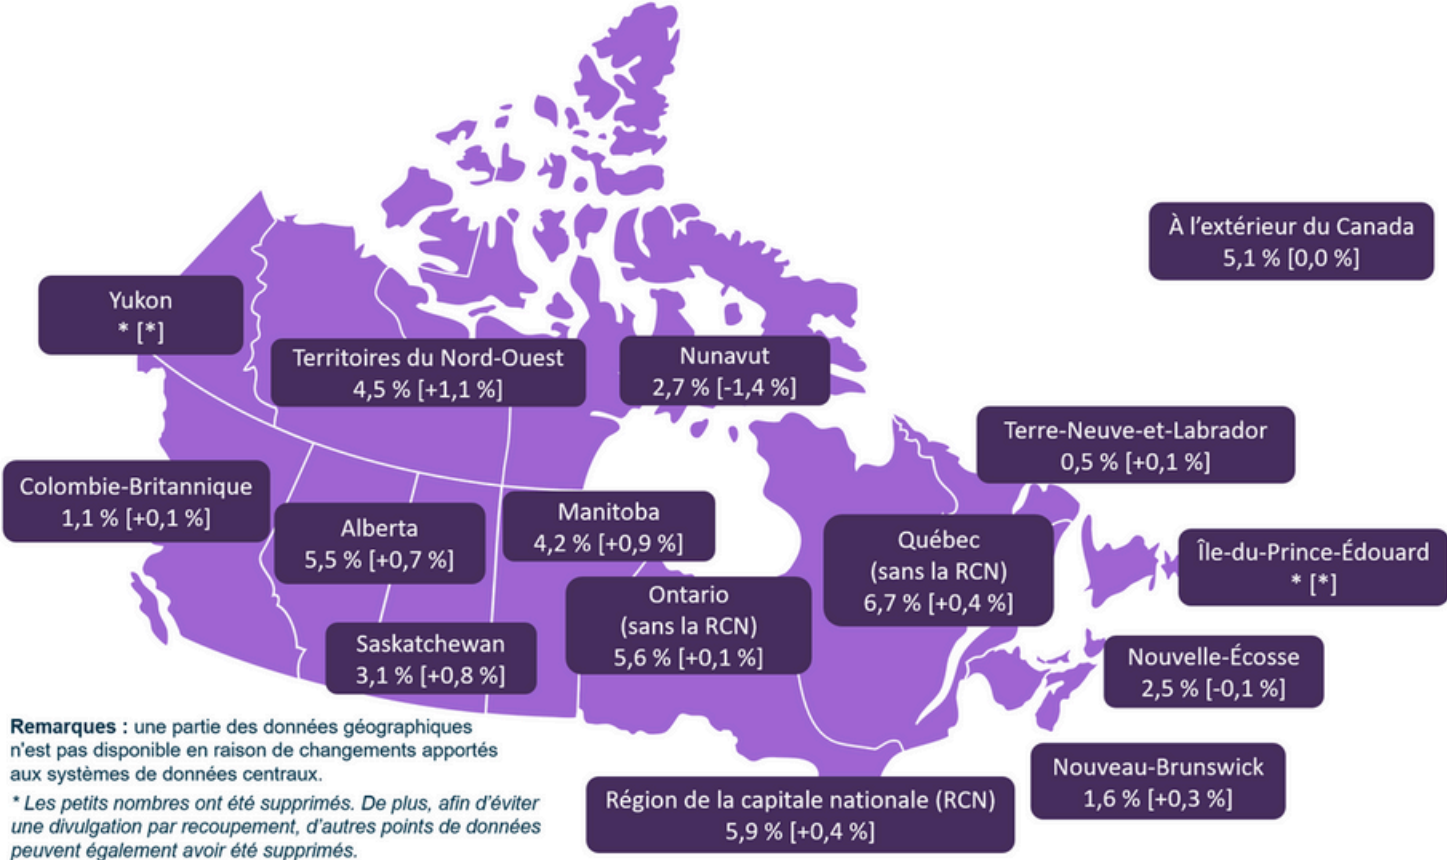 À l’extérieur du Canada
5,1 % [0,0 %]
Yukon
* [*]
Territoires du Nord-Ouest
4,5 % [+1,1 %]
Nunavut
2,7 % [-1,4 %]
Terre-Neuve-et-Labrador
0,5 % [+0,1 %]
Colombie-Britannique
1,1 % [+0,1 %]
Alberta
5,5 % [+0,7 %]
Manitoba
4,2 % [+0,9 %]
Québec
(sans la RCN)
6,7 % [+0,4 %]
Île-du-Prince-Édouard
* [*]
Ontario
(sans la RCN)
5,6 % [+0,1 %]
Saskatchewan
3,1 % [+0,8 %]
Nouvelle-Écosse
2,5 % [-0,1 %]
Nouveau-Brunswick
1,6 % [+0,3 %]
Région de la capitale nationale (RCN)
5,9 % [+0,4 %]
Remarques : une partie des données géographiques
n'est pas disponible en raison de changements apportés
aux systèmes de données centraux.
* Les petits nombres ont été supprimés. De plus, afin d’éviter
une divulgation par recoupement, d’autres points de données
peuvent également avoir été supprimés.